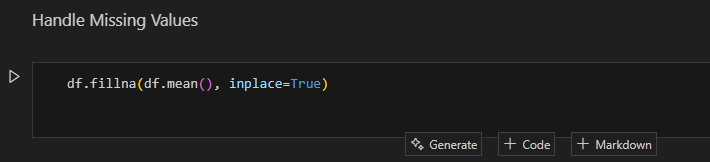 Handle Missing Values
df.fillna(df.mean(), inplace=True)
Generate
Code
Markdown